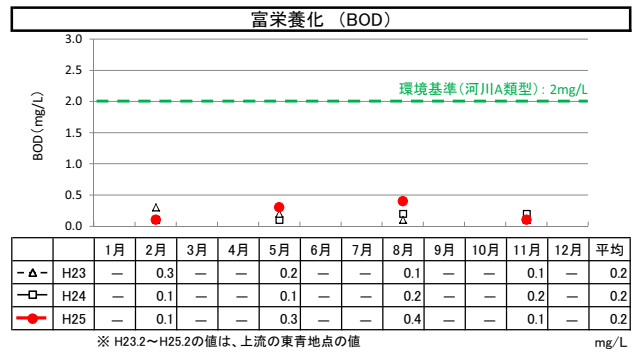 富栄養化 （BOD）
3.0
2.5
2.0
1.5
1.0
0.5
0.0
BOD（mg/L）
環境基準（河川A類型）：2mg/L
1月 2月 3月 4月 5月 6月 7月 8月 9月 10月 11月 12月 平均
H23 — 0.3 — — 0.2 — — 0.1 — — 0.1 — 0.2
H24 — 0.1 — — 0.1 — — 0.2 — — 0.2 — 0.2
H25 — 0.1 — — 0.3 — — 0.4 — — 0.1 — 0.2
※ H23.2～H25.2の値は、上流の東青地点の値 mg/L